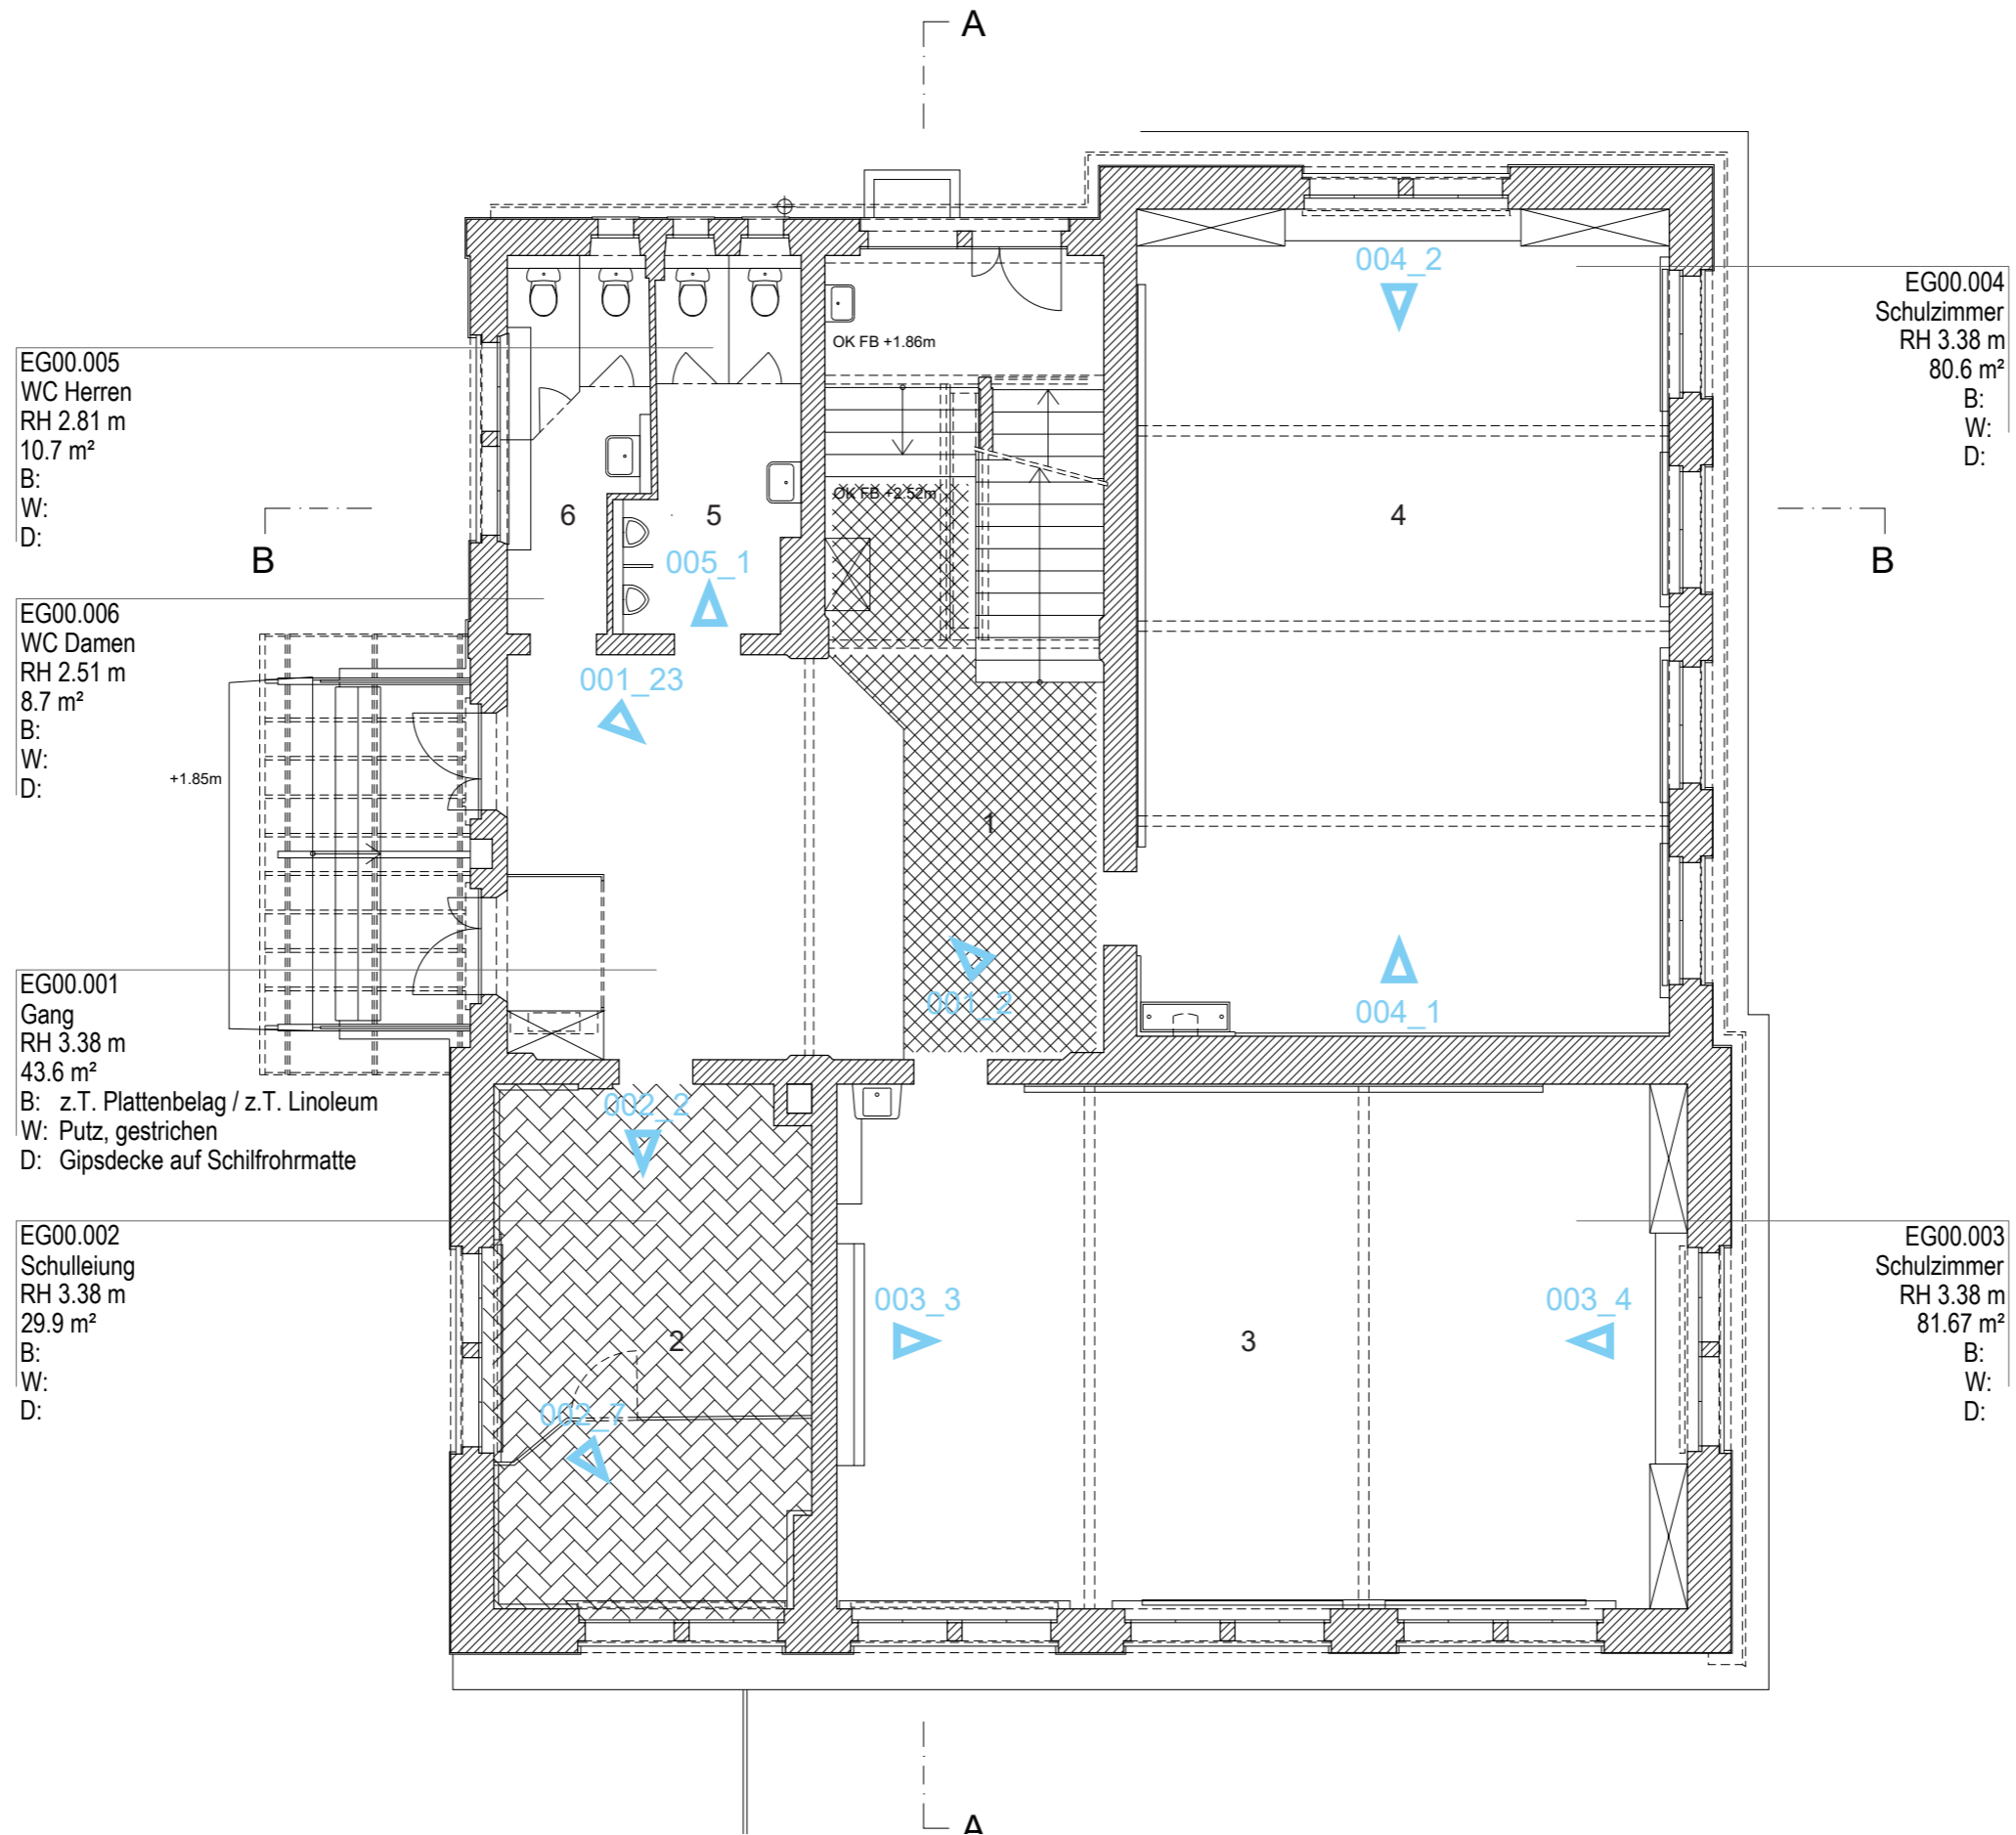 A
EG00.005
WC Herren
RH 2.81 m
10.7 m²
B:
W:
D:
EG00.006
WC Damen
RH 2.51 m
8.7 m²
B:
W:
D:
EG00.001
Gang
RH 3.38 m
43.6 m²
B: z.T. Plattenbelag / z.T. Linoleum
W: Putz, gestrichen
D: Gipsdecke auf Schilfrohrmatte
EG00.002
Schulleiung
RH 3.38 m
29.9 m²
B:
W:
D:
EG00.004
Schulzimmer
RH 3.38 m
80.6 m²
B:
W:
D:
EG00.003
Schulzimmer
RH 3.38 m
81.67 m²
B:
W:
D:
B
B
+1.85m
OK FB +1.86m
OK FB +2.52m
004_2
6
5
4
005_1
001_23
1
001_2
004_1
002_2
003_3
003_4
2
3
002_7
A